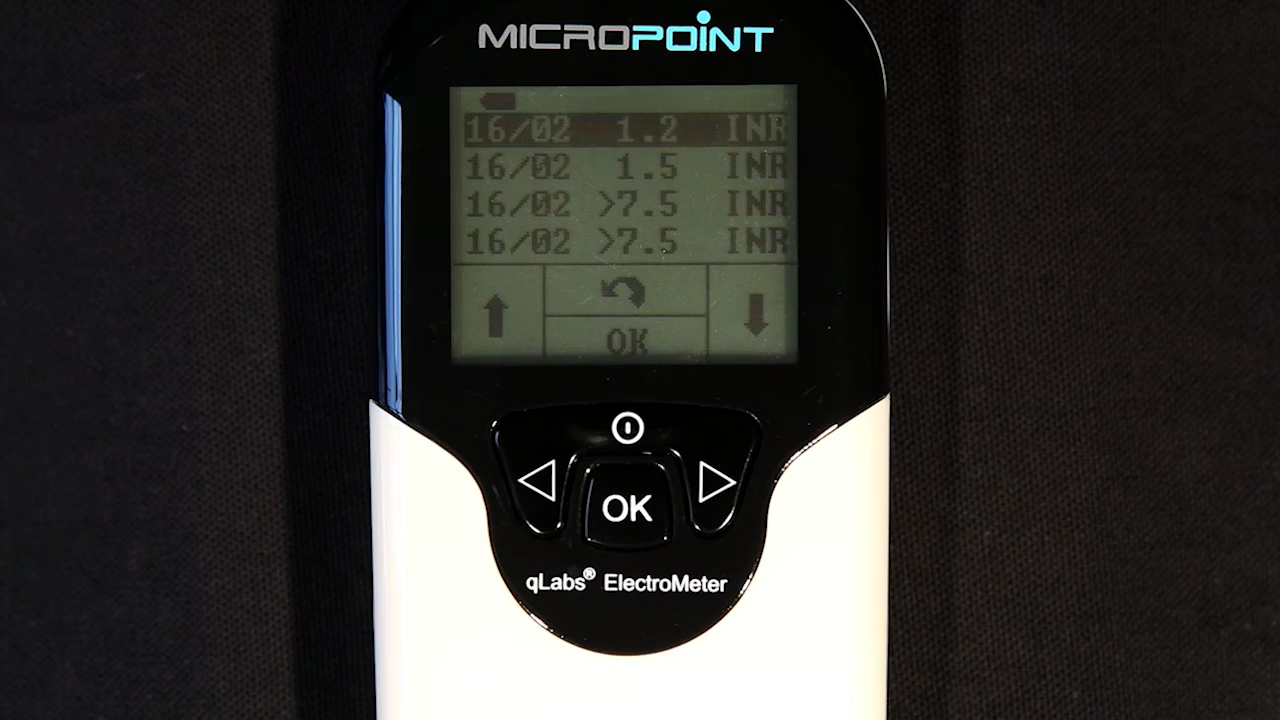 MICROPOINT
16/02 1.2 INR
16/02 1.5 INR
16/02 >7.5 INR
16/02 >7.5 INR
OK
OK
qLabs® ElectroMeter